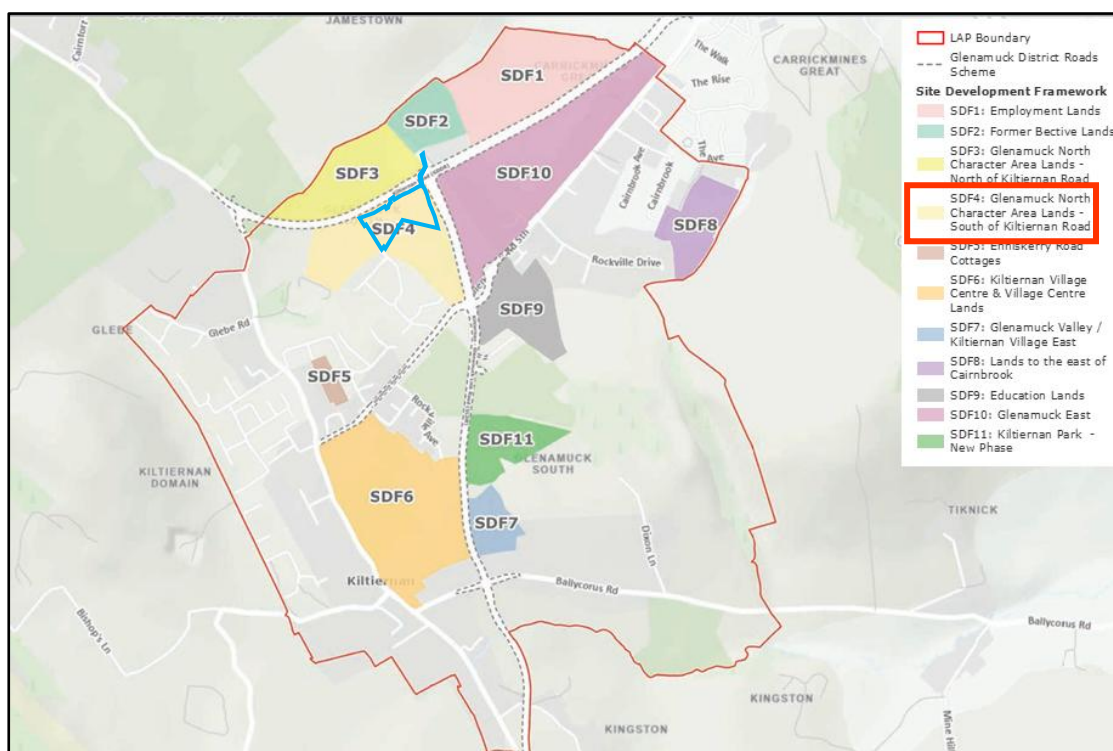 JAMESTOWN
Cairnfort
The Walk
CARRICKMINES
GREAT
The Rise
SDF1
SDF2
SDF3
SDF10
SDF4
The Ave
Cairnbrook Ave
Cairnbrook
SDF8
Rockville Drive
SDF9
GLEBE
Glebe Rd
SDF5
SDF11
GLENAMUCK
SOUTH
KILTIERNAN
DOMAIN
SDF6
SDF7
TIKNICK
Dixon Ln
Kiltiernan
Ballycorus Rd
Ballycorus Rd
Bishop's Ln
KINGSTON
KINGSTON
Mine Hill
LAP Boundary
Glenamuck District Roads
Scheme
Site Development Framework
SDF1: Employment Lands
SDF2: Former Bective Lands
SDF3: Glenamuck North
Character Area Lands -
North of Kiltiernan Road
SDF4: Glenamuck North
Character Area Lands -
South of Kiltiernan Road
SDF5: Enniskerry Road
Cottages
SDF6: Kiltiernan Village
Centre & Village Centre
Lands
SDF7: Glenamuck Valley /
Kiltiernan Village East
SDF8: Lands to the east of
Cairnbrook
SDF9: Education Lands
SDF10: Glenamuck East
SDF11: Kiltiernan Park -
New Phase